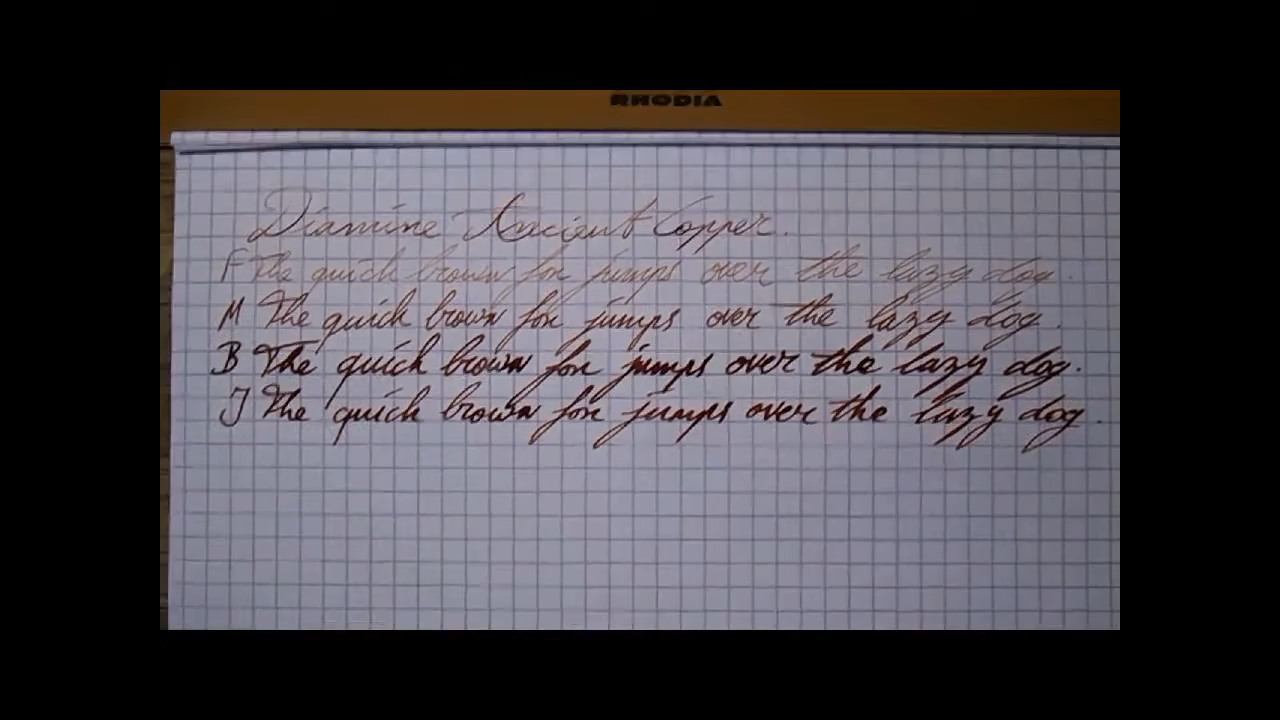 RHODIA
Diamine Ancient Copper.
F The quick brown fox jumps over the lazy dog.
M The quick brown fox jumps over the lazy dog.
B The quick brown fox jumps over the lazy dog.
J The quick brown fox jumps over the lazy dog.